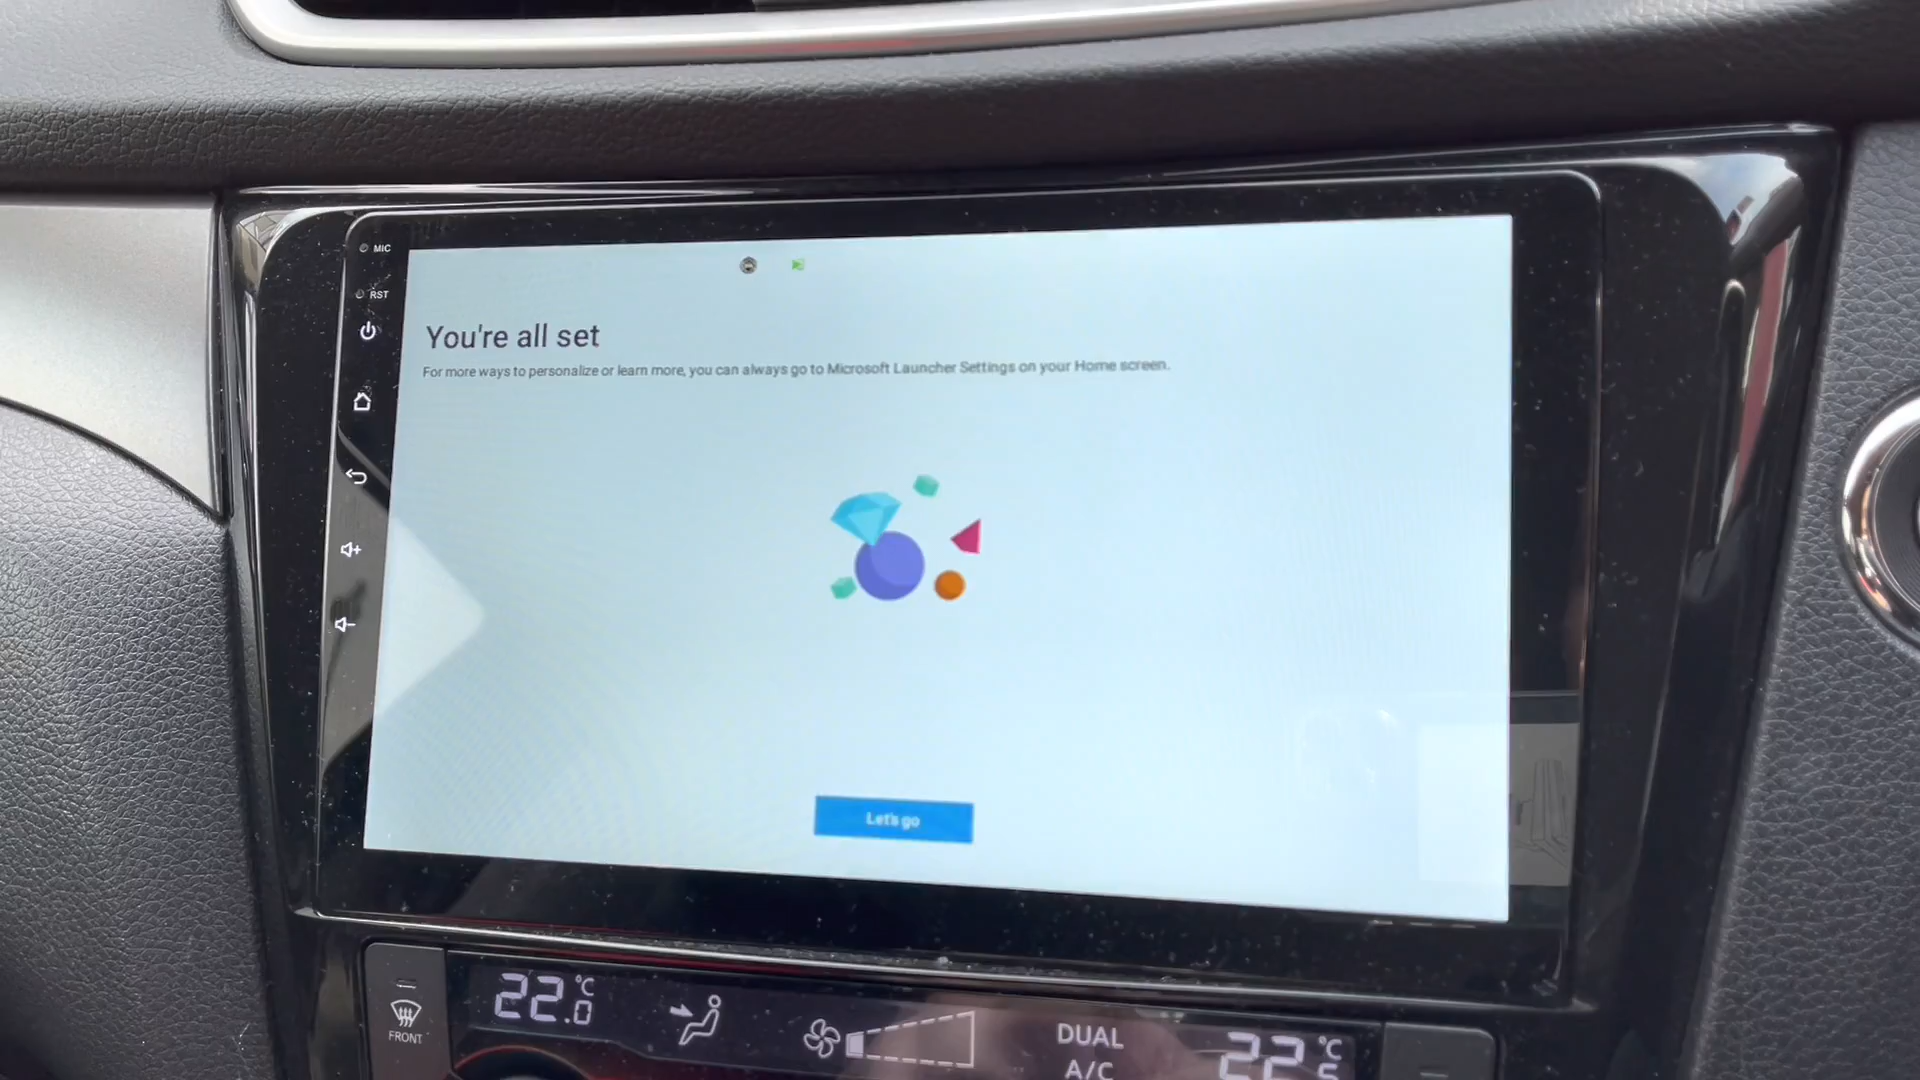 MIC
RST
You're all set
For more ways to personalize or learn more, you can always go to Microsoft Launcher Settings on your Home screen.
Let's go
FRONT
22.0 °C
DUAL
A/C
22.5 °C